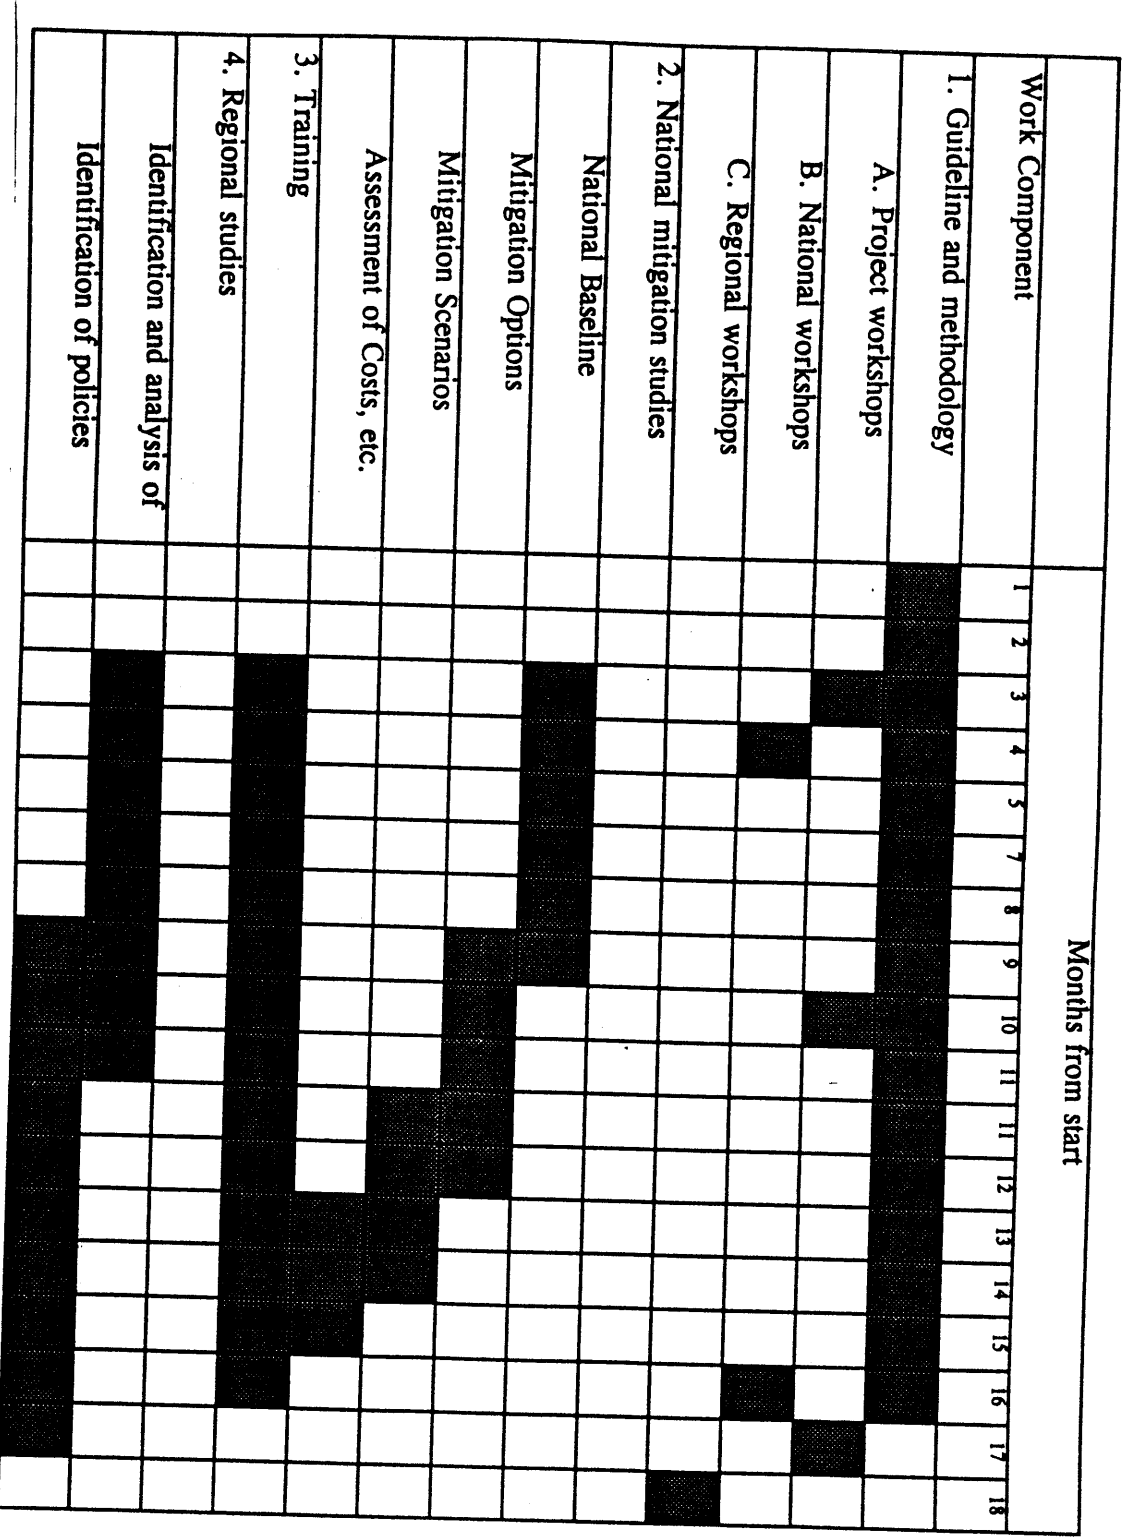 Months from start
Work Component 1 2 3 4 5 7 8 9 10 11 11 12 13 14 15 16 17 18
1. Guideline and methodology
A. Project workshops
B. National workshops
C. Regional workshops
2. National mitigation studies
National Baseline
Mitigation Options
Mitigation Scenarios
Assessment of Costs, etc.
3. Training
4. Regional studies
Identification and analysis of
Identification of policies